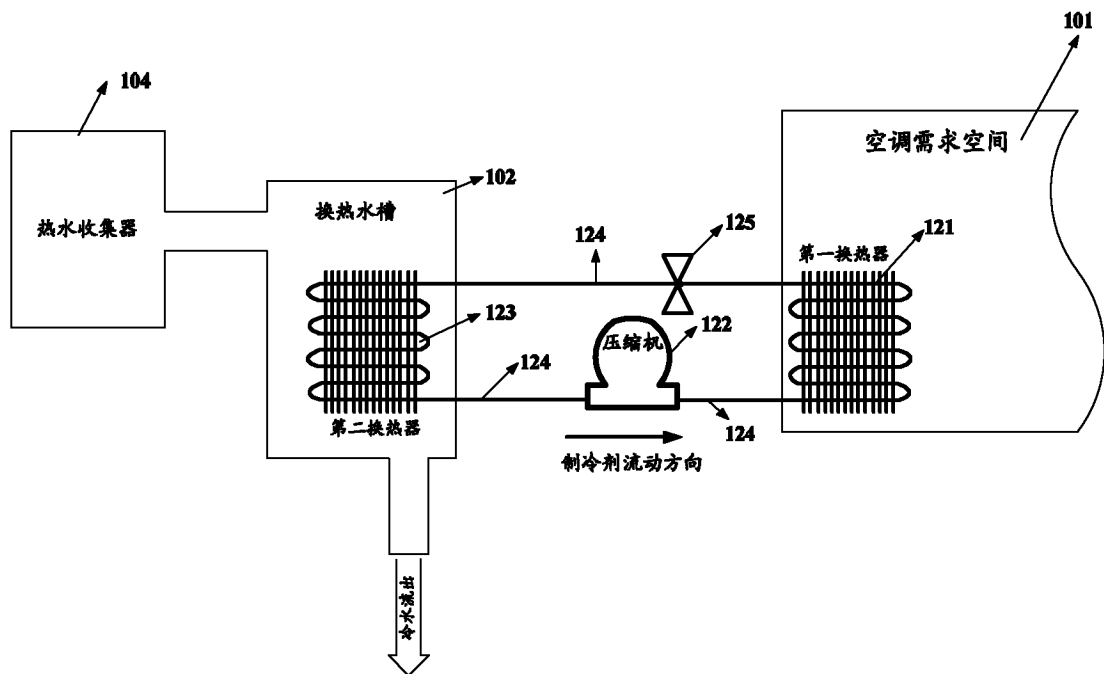 101
104
空调需求空间
102
换热水槽
热水收集器
124
125
第一换热器
121
123
压缩机
122
124
第二换热器
124
制冷剂流动方向
冷水流出